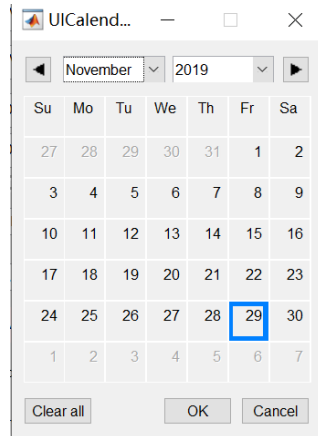 UICalend...
November 2019
Su Mo Tu We Th Fr Sa
27 28 29 30 31 1 2
3 4 5 6 7 8 9
10 11 12 13 14 15 16
17 18 19 20 21 22 23
24 25 26 27 28 29 30
1 2 3 4 5 6 7
Clear all OK Cancel